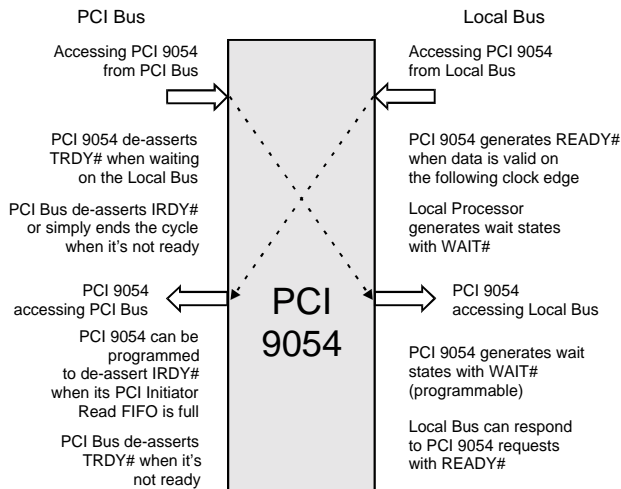 PCI Bus
Accessing PCI 9054
from PCI Bus
PCI 9054 de-asserts
TRDY# when waiting
on the Local Bus
PCI Bus de-asserts IRDY#
or simply ends the cycle
when it's not ready
PCI 9054
accessing PCI Bus
PCI 9054 can be
programmed
to de-assert IRDY#
when its PCI Initiator
Read FIFO is full
PCI Bus de-asserts
TRDY# when it's
not ready
PCI
9054
Local Bus
Accessing PCI 9054
from Local Bus
PCI 9054 generates READY#
when data is valid on
the following clock edge
Local Processor
generates wait states
with WAIT#
PCI 9054
accessing Local Bus
PCI 9054 generates wait
states with WAIT#
(programmable)
Local Bus can respond
to PCI 9054 requests
with READY#